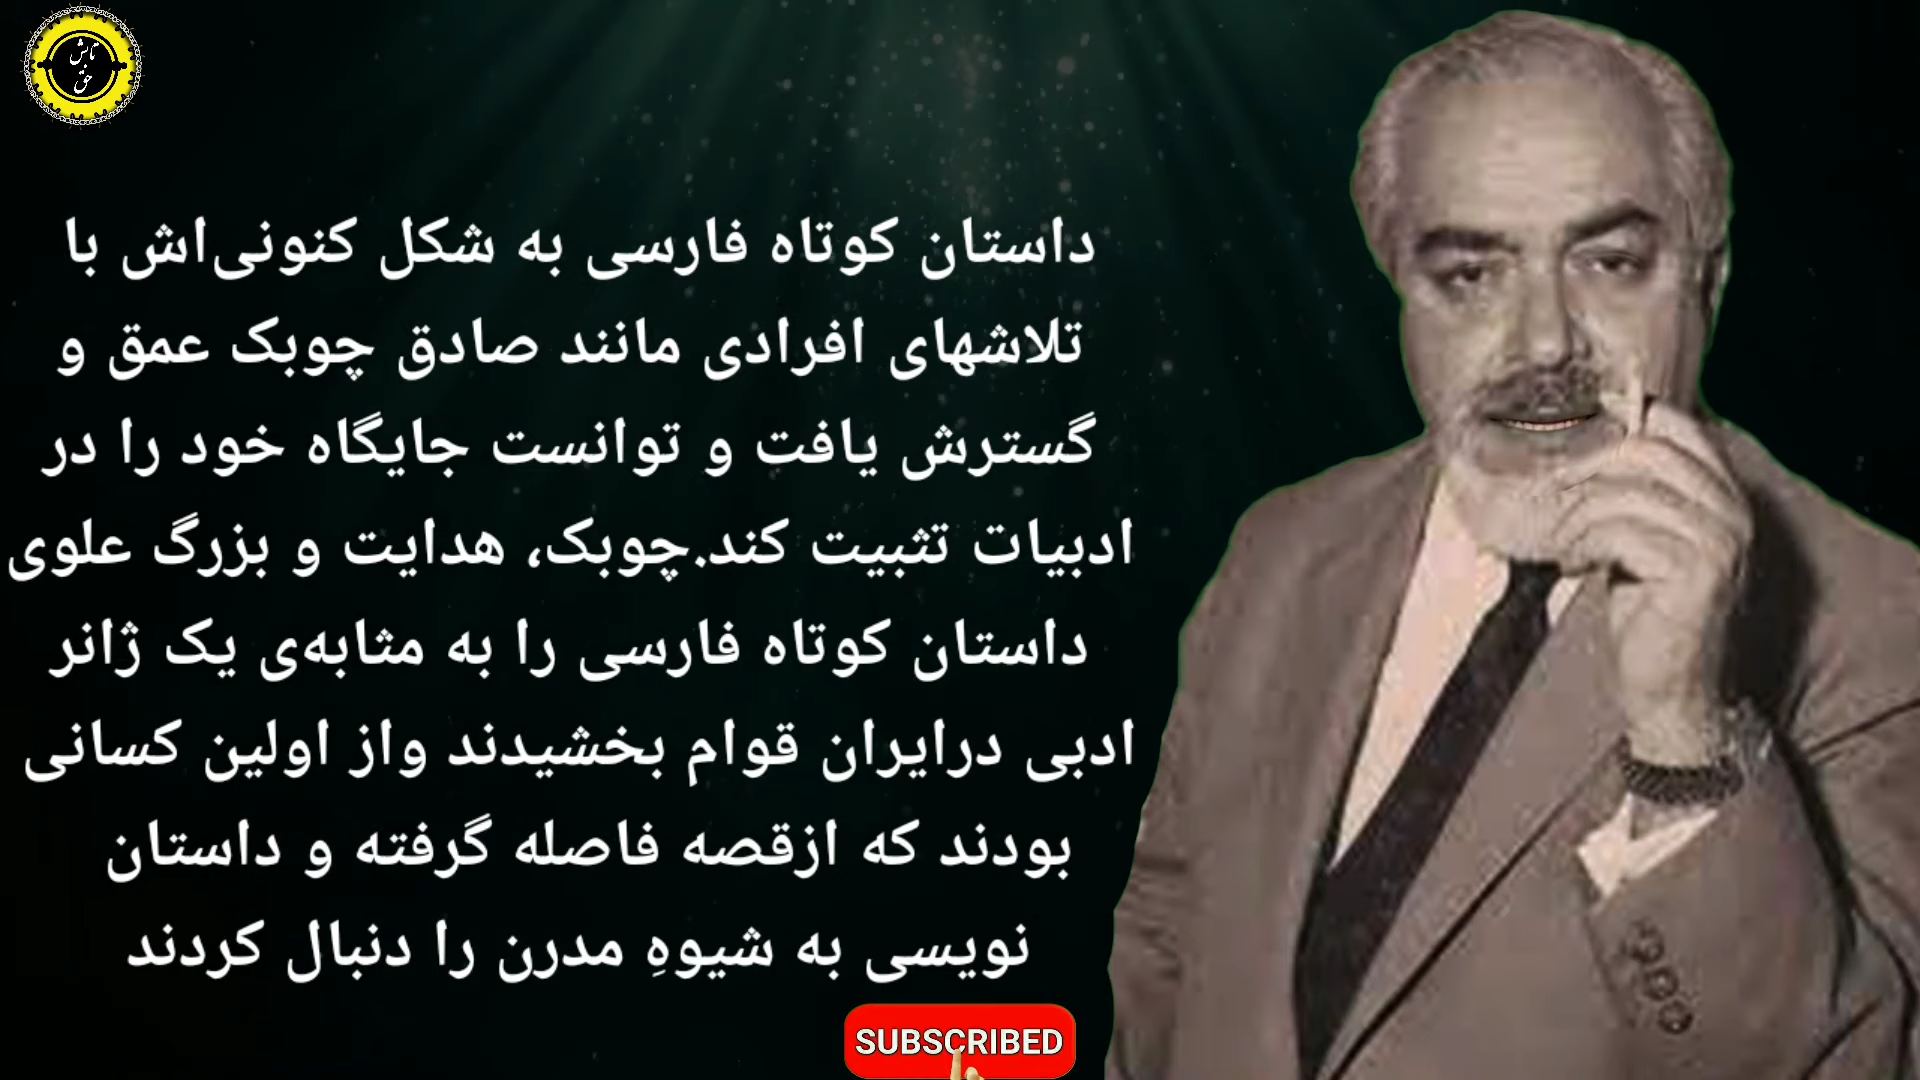 تابش
حق
داستان کوتاه فارسی به شکل کنونی‌اش با
تلاشهای افرادی مانند صادق چوبک عمق و
گسترش یافت و توانست جایگاه خود را در
ادبیات تثبیت کند.چوبک، هدایت و بزرگ علوی
داستان کوتاه فارسی را به مثابه‌ی یک ژانر
ادبی درایران قوام بخشیدند واز اولین کسانی
بودند که ازقصه فاصله گرفته و داستان
نویسی به شیوهِ مدرن را دنبال کردند
SUBSCRIBED